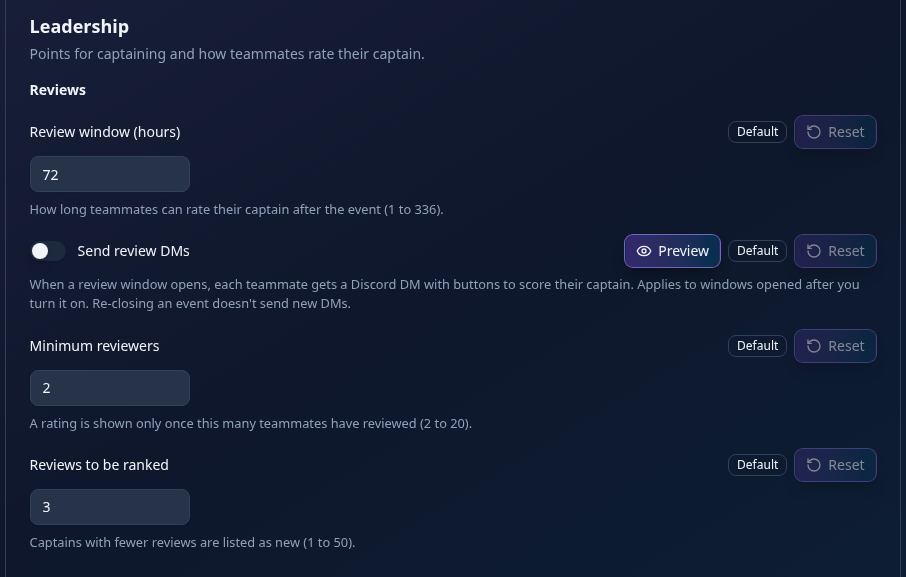 Leadership
Points for captaining and how teammates rate their captain.
Reviews
Review window (hours)
Default
Reset
72
How long teammates can rate their captain after the event (1 to 336).
Send review DMs
Preview
Default
Reset
When a review window opens, each teammate gets a Discord DM with buttons to score their captain. Applies to windows opened after you
turn it on. Re-closing an event doesn't send new DMs.
Minimum reviewers
Default
Reset
2
A rating is shown only once this many teammates have reviewed (2 to 20).
Reviews to be ranked
Default
Reset
3
Captains with fewer reviews are listed as new (1 to 50).